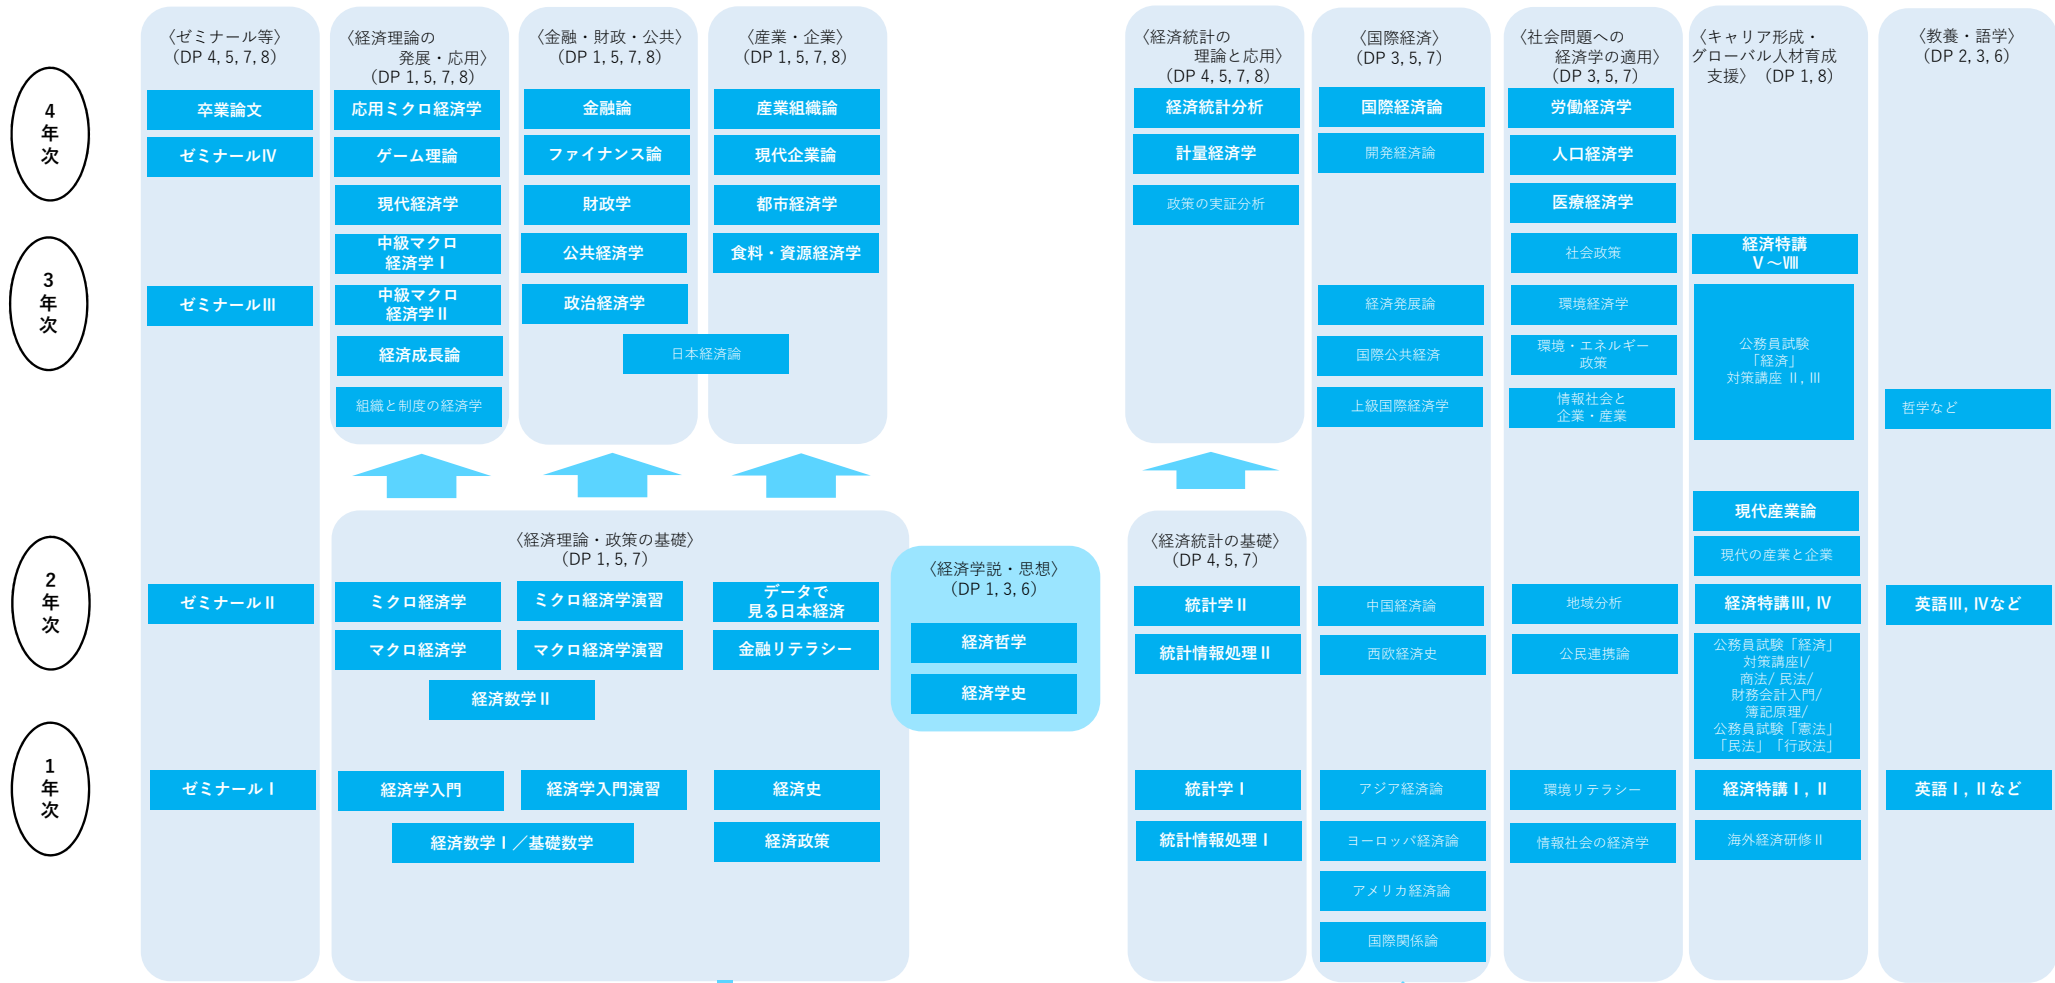 4
年
次
3
年
次
2
年
次
1
年
次
〈ゼミナール等〉
（DP 4, 5, 7, 8）
卒業論文
ゼミナールⅣ
ゼミナールⅢ
ゼミナールⅡ
ゼミナールⅠ
〈経済理論の
発展・応用〉
（DP 1, 5, 7, 8）
応用ミクロ経済学
ゲーム理論
現代経済学
中級マクロ
経済学Ⅰ
中級マクロ
経済学Ⅱ
経済成長論
組織と制度の経済学
〈金融・財政・公共〉
（DP 1, 5, 7, 8）
金融論
ファイナンス論
財政学
公共経済学
政治経済学
日本経済論
〈産業・企業〉
（DP 1, 5, 7, 8）
産業組織論
現代企業論
都市経済学
食料・資源経済学
〈経済理論・政策の基礎〉
（DP 1, 5, 7）
ミクロ経済学
ミクロ経済学演習
データで
見る日本経済
マクロ経済学
マクロ経済学演習
金融リテラシー
経済数学Ⅱ
経済学入門
経済学入門演習
経済史
経済数学Ⅰ／基礎数学
経済政策
〈経済学説・思想〉
（DP 1, 3, 6）
経済哲学
経済学史
〈経済統計の
理論と応用〉
（DP 4, 5, 7, 8）
経済統計分析
計量経済学
政策の実証分析
〈経済統計の基礎〉
（DP 4, 5, 7）
統計学Ⅱ
統計情報処理Ⅱ
統計学Ⅰ
統計情報処理Ⅰ
〈国際経済〉
（DP 3, 5, 7）
国際経済論
開発経済論
経済発展論
国際公共経済
上級国際経済学
中国経済論
西欧経済史
アジア経済論
ヨーロッパ経済論
アメリカ経済論
国際関係論
〈社会問題への
経済学の適用〉
（DP 3, 5, 7）
労働経済学
人口経済学
医療経済学
社会政策
環境経済学
環境・エネルギー
政策
情報社会と
企業・産業
地域分析
公民連携論
環境リテラシー
情報社会の経済学
〈キャリア形成・
グローバル人材育成
支援〉（DP 1, 8）
経済特講
Ⅴ～Ⅷ
公務員試験
「経済」
対策講座 Ⅱ, Ⅲ
現代産業論
現代の産業と企業
経済特講Ⅲ, Ⅳ
公務員試験「経済」
対策講座Ⅰ/
商法/ 民法/
財務会計入門/
簿記原理/
公務員試験「憲法」
「民法」「行政法」
経済特講Ⅰ, Ⅱ
海外経済研修Ⅱ
〈教養・語学〉
（DP 2, 3, 6）
哲学など
英語Ⅲ, Ⅳなど
英語Ⅰ, Ⅱなど